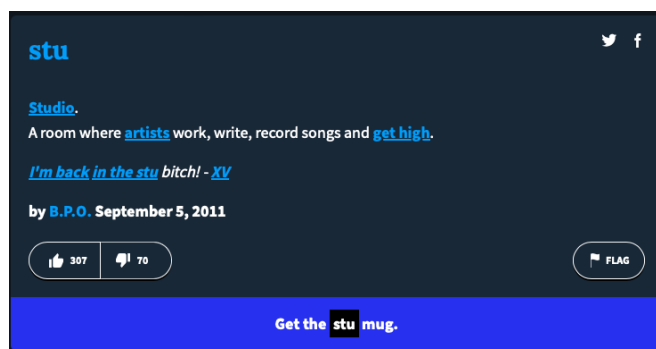 stu
Studio.
A room where artists work, write, record songs and get high.
I'm back in the stu bitch! - XV
by B.P.O. September 5, 2011
307 70 FLAG
Get the stu mug.